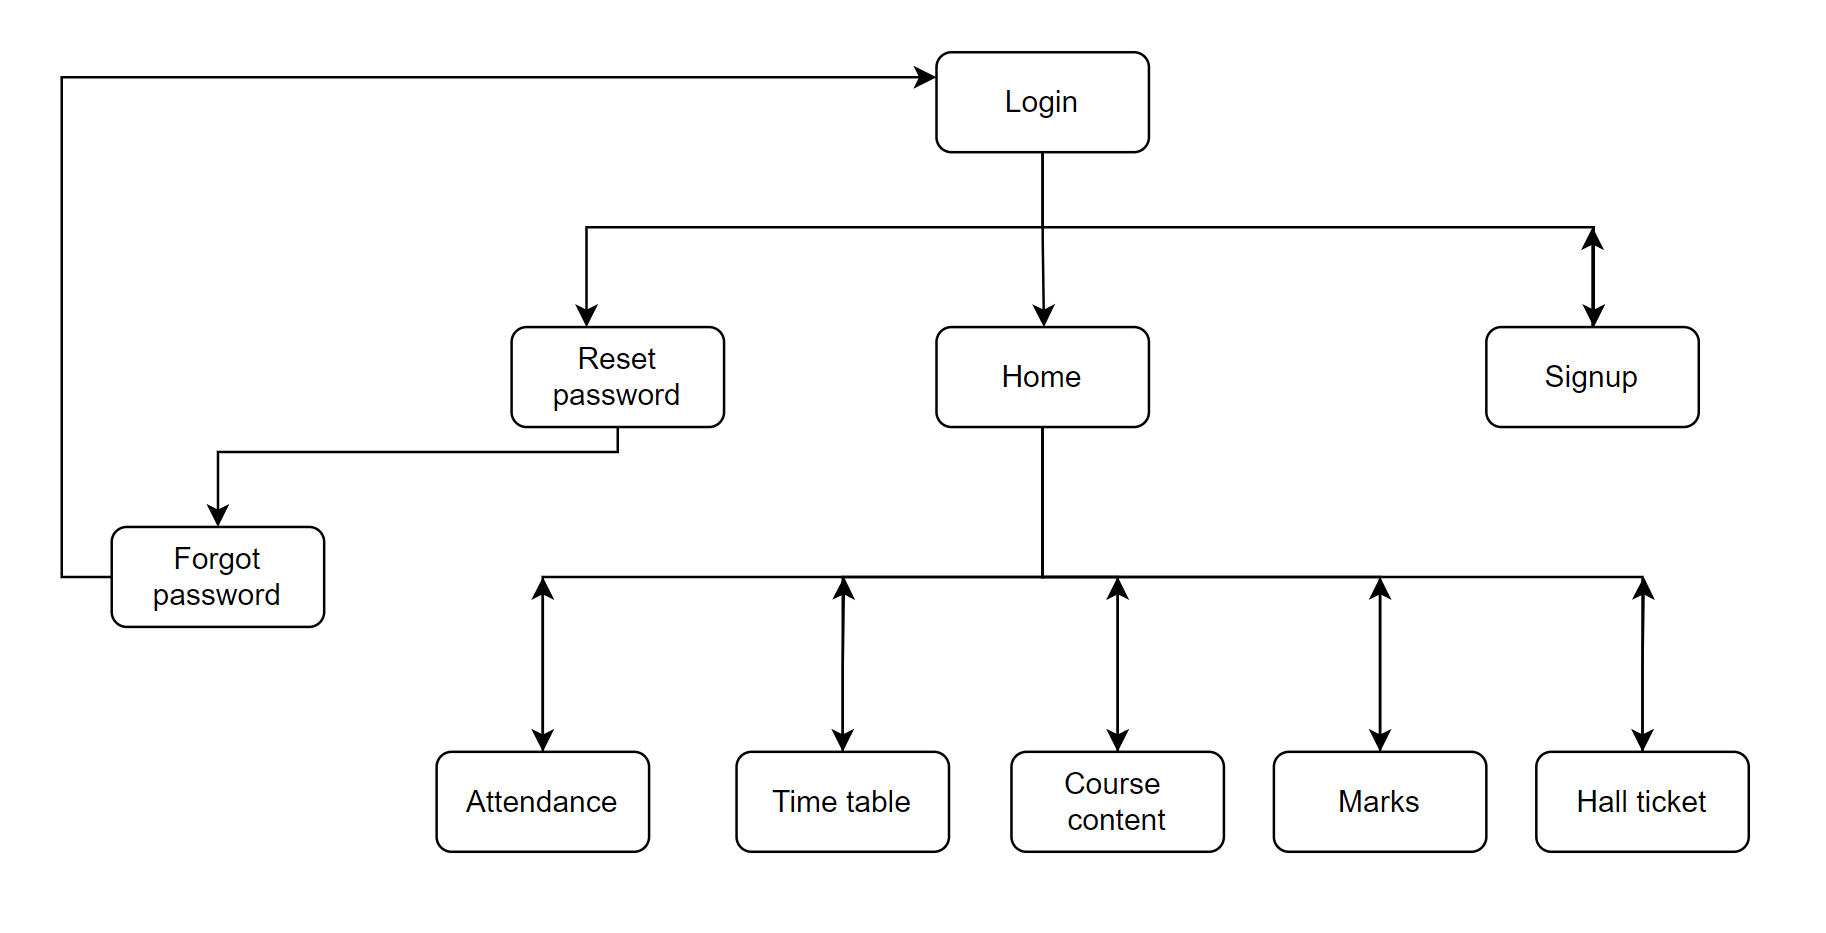 Login
Reset
password
Home
Signup
Forgot
password
Attendance
Time table
Course
content
Marks
Hall ticket